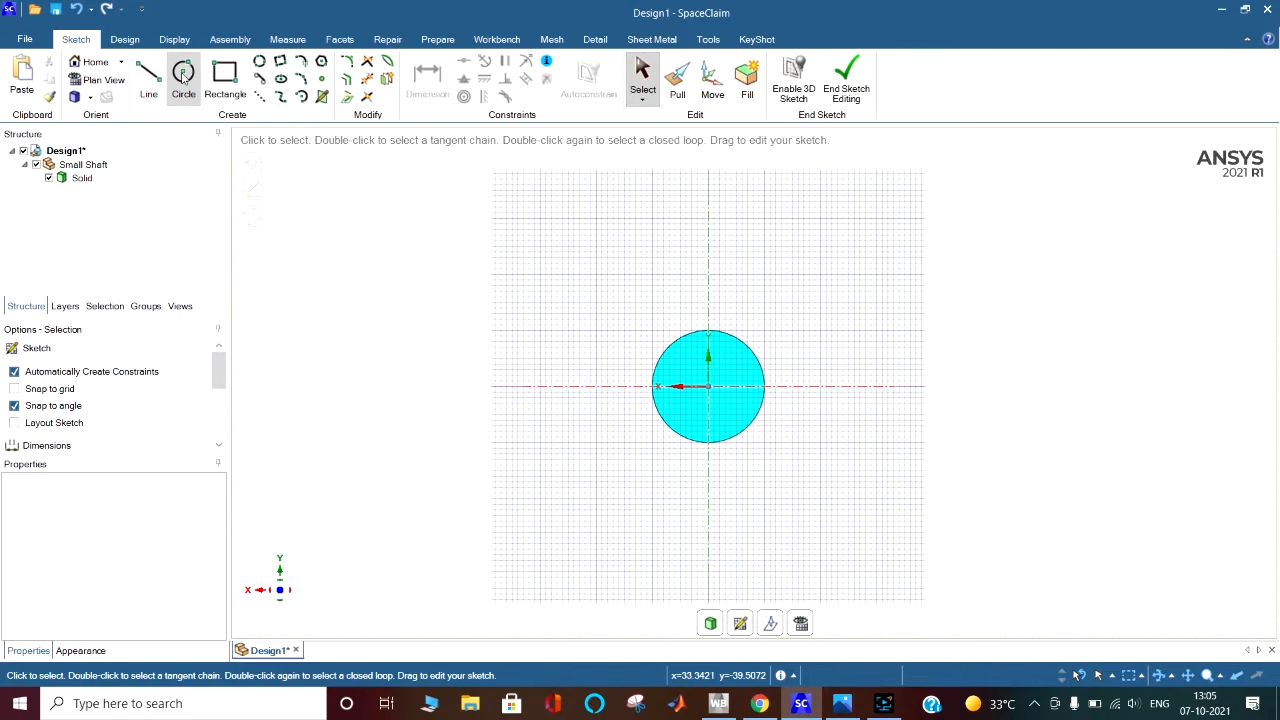 Design1 - SpaceClaim
File Sketch Design Display Assembly Measure Facets Repair Prepare Workbench Mesh Detail Sheet Metal Tools KeyShot
Paste
Home
Plan View
Line Circle Rectangle
Dimension
Autoconstrain
Select Pull Move Fill
Enable 3D Sketch
End Sketch Editing
Clipboard Orient Create Modify Constraints Edit End Sketch
Structure
Design1*
Small Shaft
Solid
Structure Layers Selection Groups Views
Options - Selection
Sketch
Automatically Create Constraints
Snap to grid
Snap to angle
Layout Sketch
Dimensions
Properties
Properties Appearance
Click to select. Double-click to select a tangent chain. Double-click again to select a closed loop. Drag to edit your sketch.
ANSYS
2021 R1
Y
X
Y
X
Design1*
Click to select. Double-click to select a tangent chain. Double-click again to select a closed loop. Drag to edit your sketch.
x=33.3421 y=-39.5072
Type here to search
WB
SC
33°C
ENG
13:05
07-10-2021